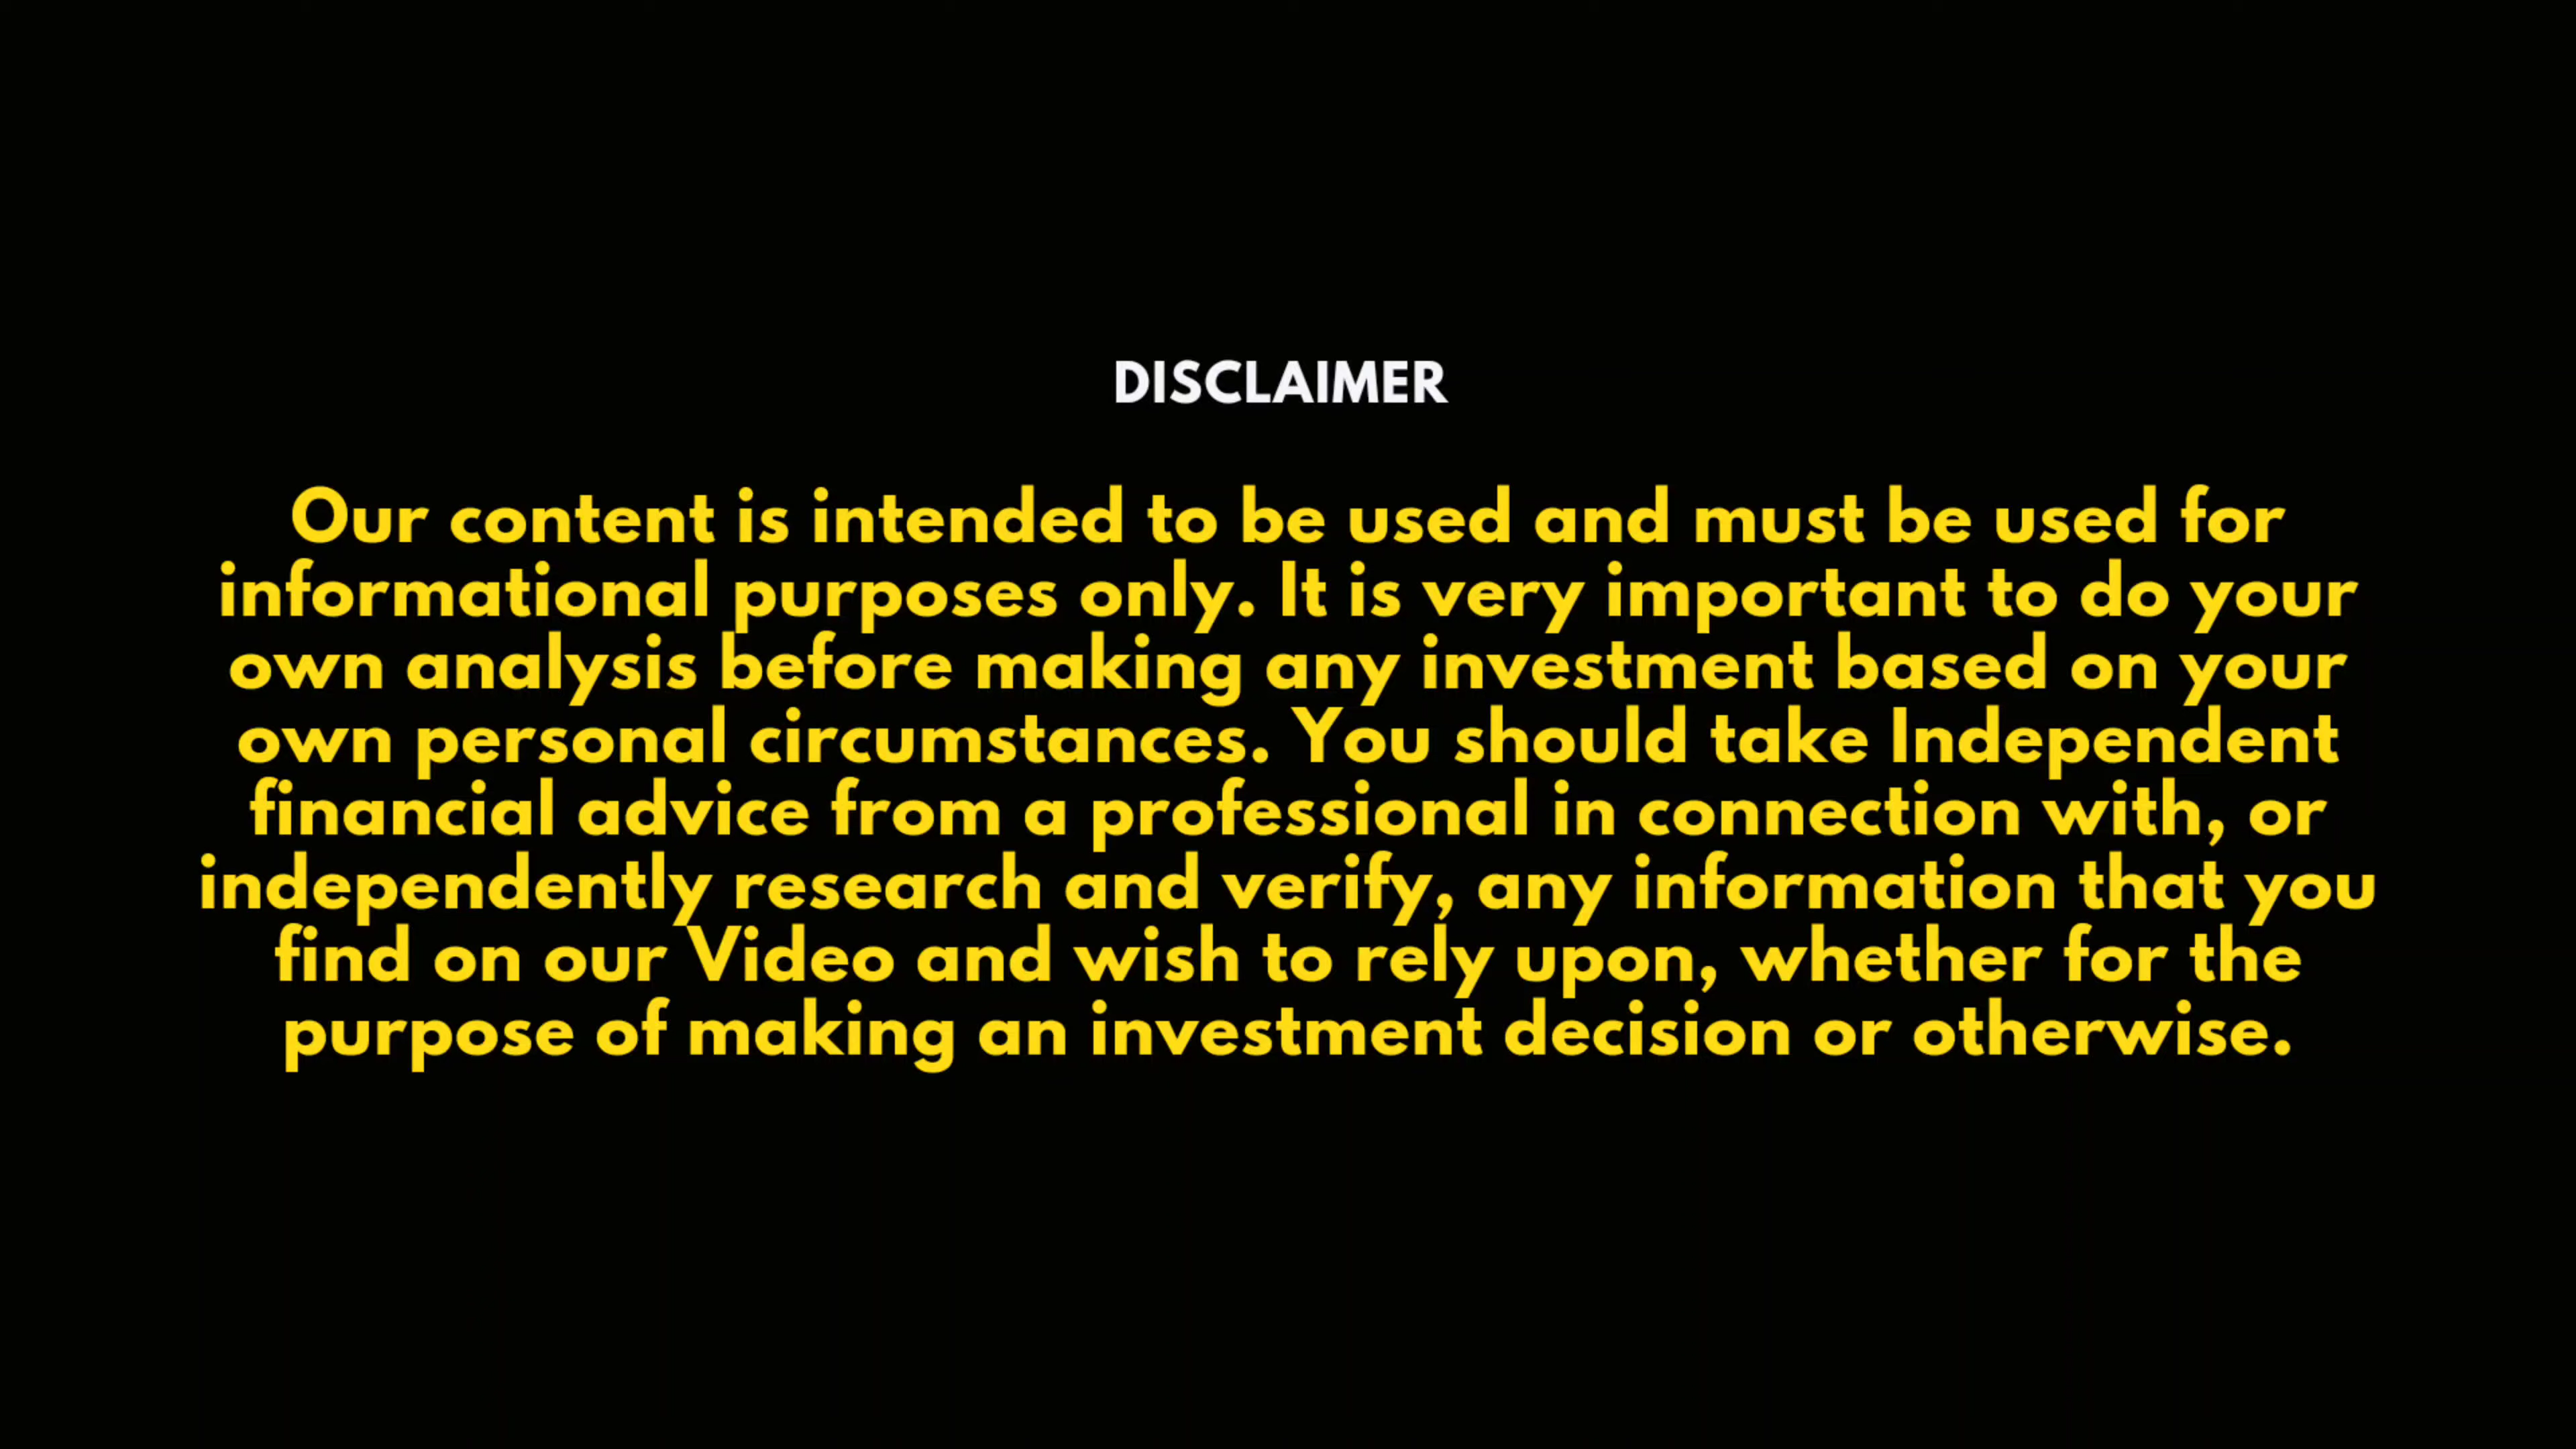 DISCLAIMER
Our content is intended to be used and must be used for
informational purposes only. It is very important to do your
own analysis before making any investment based on your
own personal circumstances. You should take Independent
financial advice from a professional in connection with, or
independently research and verify, any information that you
find on our Video and wish to rely upon, whether for the
purpose of making an investment decision or otherwise.